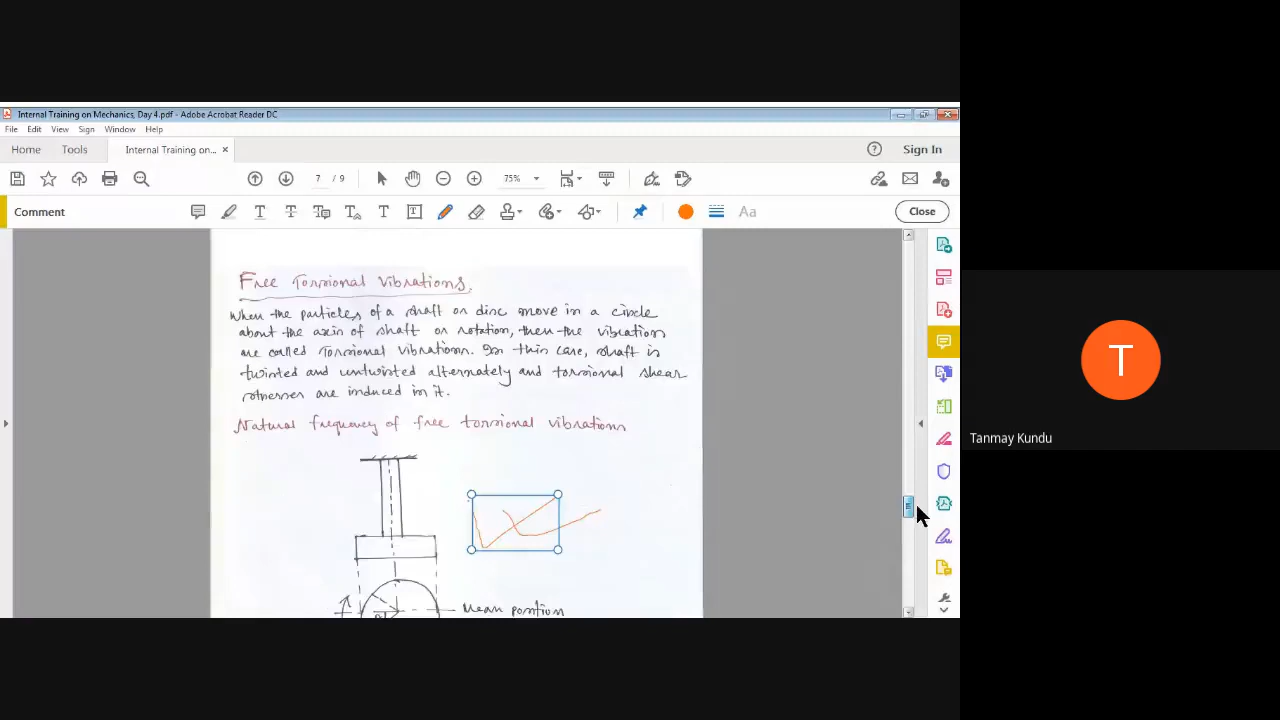 Internal Training on Mechanics, Day 4.pdf - Adobe Acrobat Reader DC
File Edit View Sign Window Help
Home Tools Internal Training on... × Sign In
7 / 9 75%
Comment Aa Close
Free Torsional Vibrations.
When the particles of a shaft or disc move in a circle
about the axis of shaft or rotation, then the vibration
are called Torsional vibrations. In this case, shaft is
twisted and untwisted alternately and torsional shear
stresses are induced in it.
Natural frequency of free torsional vibrations
Mean position
T
Tanmay Kundu